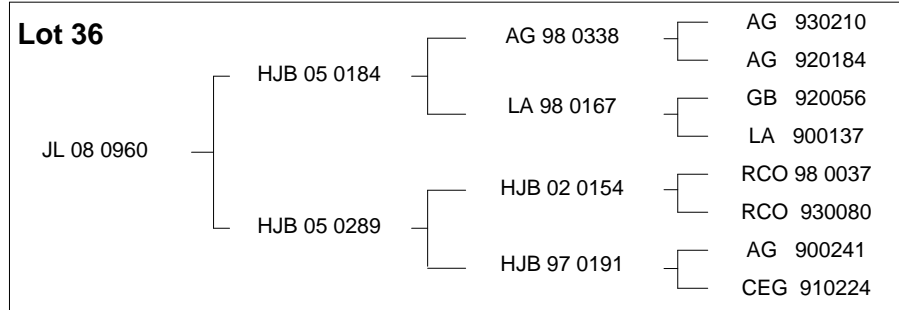 Lot 36
AG 930210
AG 98 0338
AG 920184
HJB 05 0184
GB 920056
LA 98 0167
LA 900137
JL 08 0960
RCO 98 0037
HJB 02 0154
RCO 930080
HJB 05 0289
AG 900241
HJB 97 0191
CEG 910224